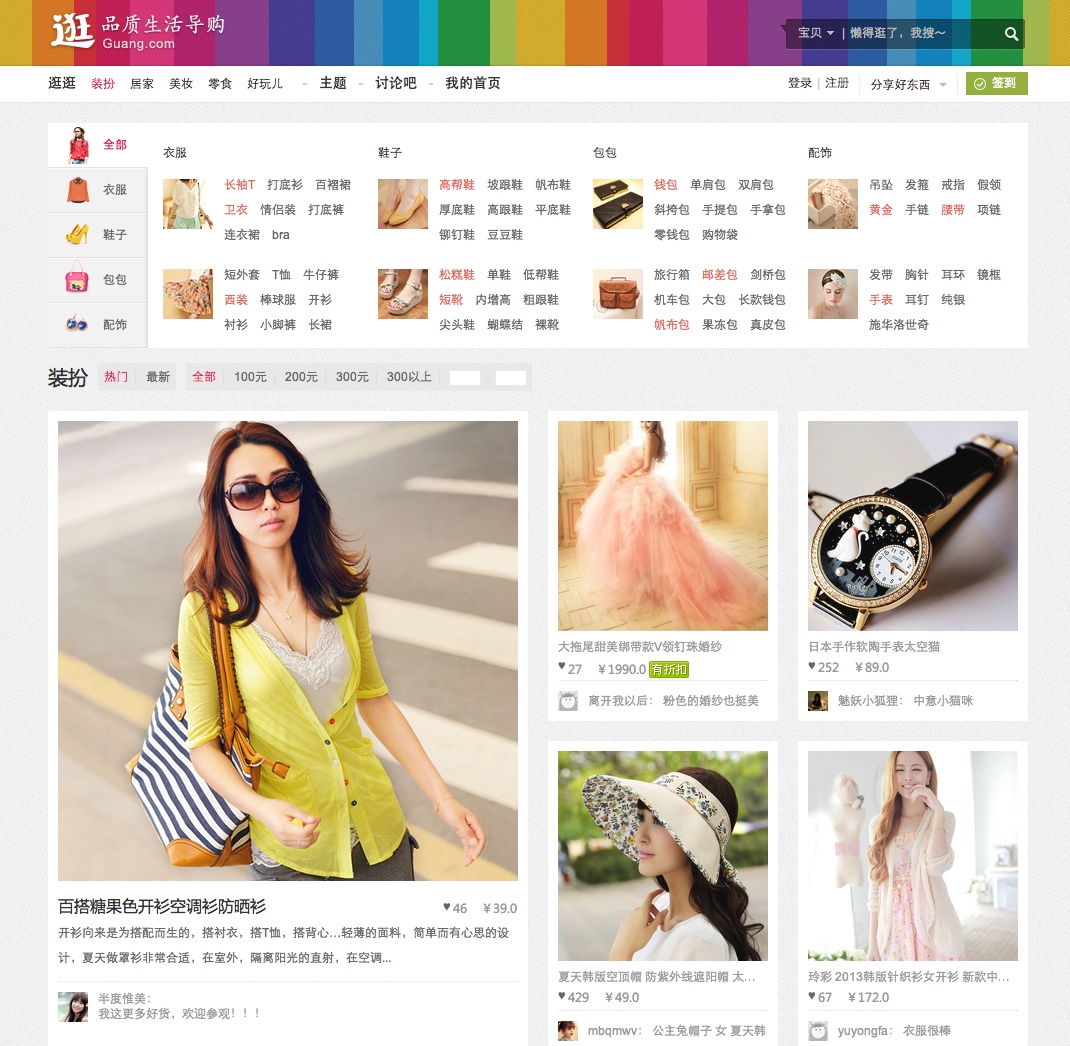 逛 品质生活导购
Guang.com
宝贝 | 懒得逛了，我搜～
逛逛 装扮 居家 美妆 零食 好玩儿 - 主题 - 讨论吧 - 我的首页
登录 | 注册 分享好东西 签到
全部
衣服
鞋子
包包
配饰
衣服
长袖T 打底衫 百褶裙
卫衣 情侣装 打底裤
连衣裙 bra
短外套 T恤 牛仔裤
西装 棒球服 开衫
衬衫 小脚裤 长裙
鞋子
高帮鞋 坡跟鞋 帆布鞋
厚底鞋 高跟鞋 平底鞋
铆钉鞋 豆豆鞋
松糕鞋 单鞋 低帮鞋
短靴 内增高 粗跟鞋
尖头鞋 蝴蝶结 裸靴
包包
钱包 单肩包 双肩包
斜挎包 手提包 手拿包
零钱包 购物袋
旅行箱 邮差包 剑桥包
机车包 大包 长款钱包
帆布包 果冻包 真皮包
配饰
吊坠 发箍 戒指 假领
黄金 手链 腰带 项链
发带 胸针 耳环 镜框
手表 耳钉 纯银
施华洛世奇
装扮 热门 最新 全部 100元 200元 300元 300以上 -
百搭糖果色开衫空调衫防晒衫 ♥46 ￥39.0
开衫向来是为搭配而生的，搭衬衣，搭T恤，搭背心…轻薄的面料，简单而有心思的设
计，夏天做罩衫非常合适，在室外，隔离阳光的直射，在空调...
半度惟美：
我这更多好货，欢迎参观！！！
大拖尾甜美绑带款V领钉珠婚纱
♥27 ￥1990.0 有折扣
离开我以后： 粉色的婚纱也挺美
日本手作软陶手表太空猫
♥252 ￥89.0
魅妖小狐狸： 中意小猫咪
夏天韩版空顶帽 防紫外线遮阳帽 太...
♥429 ￥49.0
mbqmwv： 公主兔帽子 女 夏天韩
玲彩 2013韩版针织衫女开衫 新款中...
♥67 ￥172.0
yuyongfa： 衣服很棒